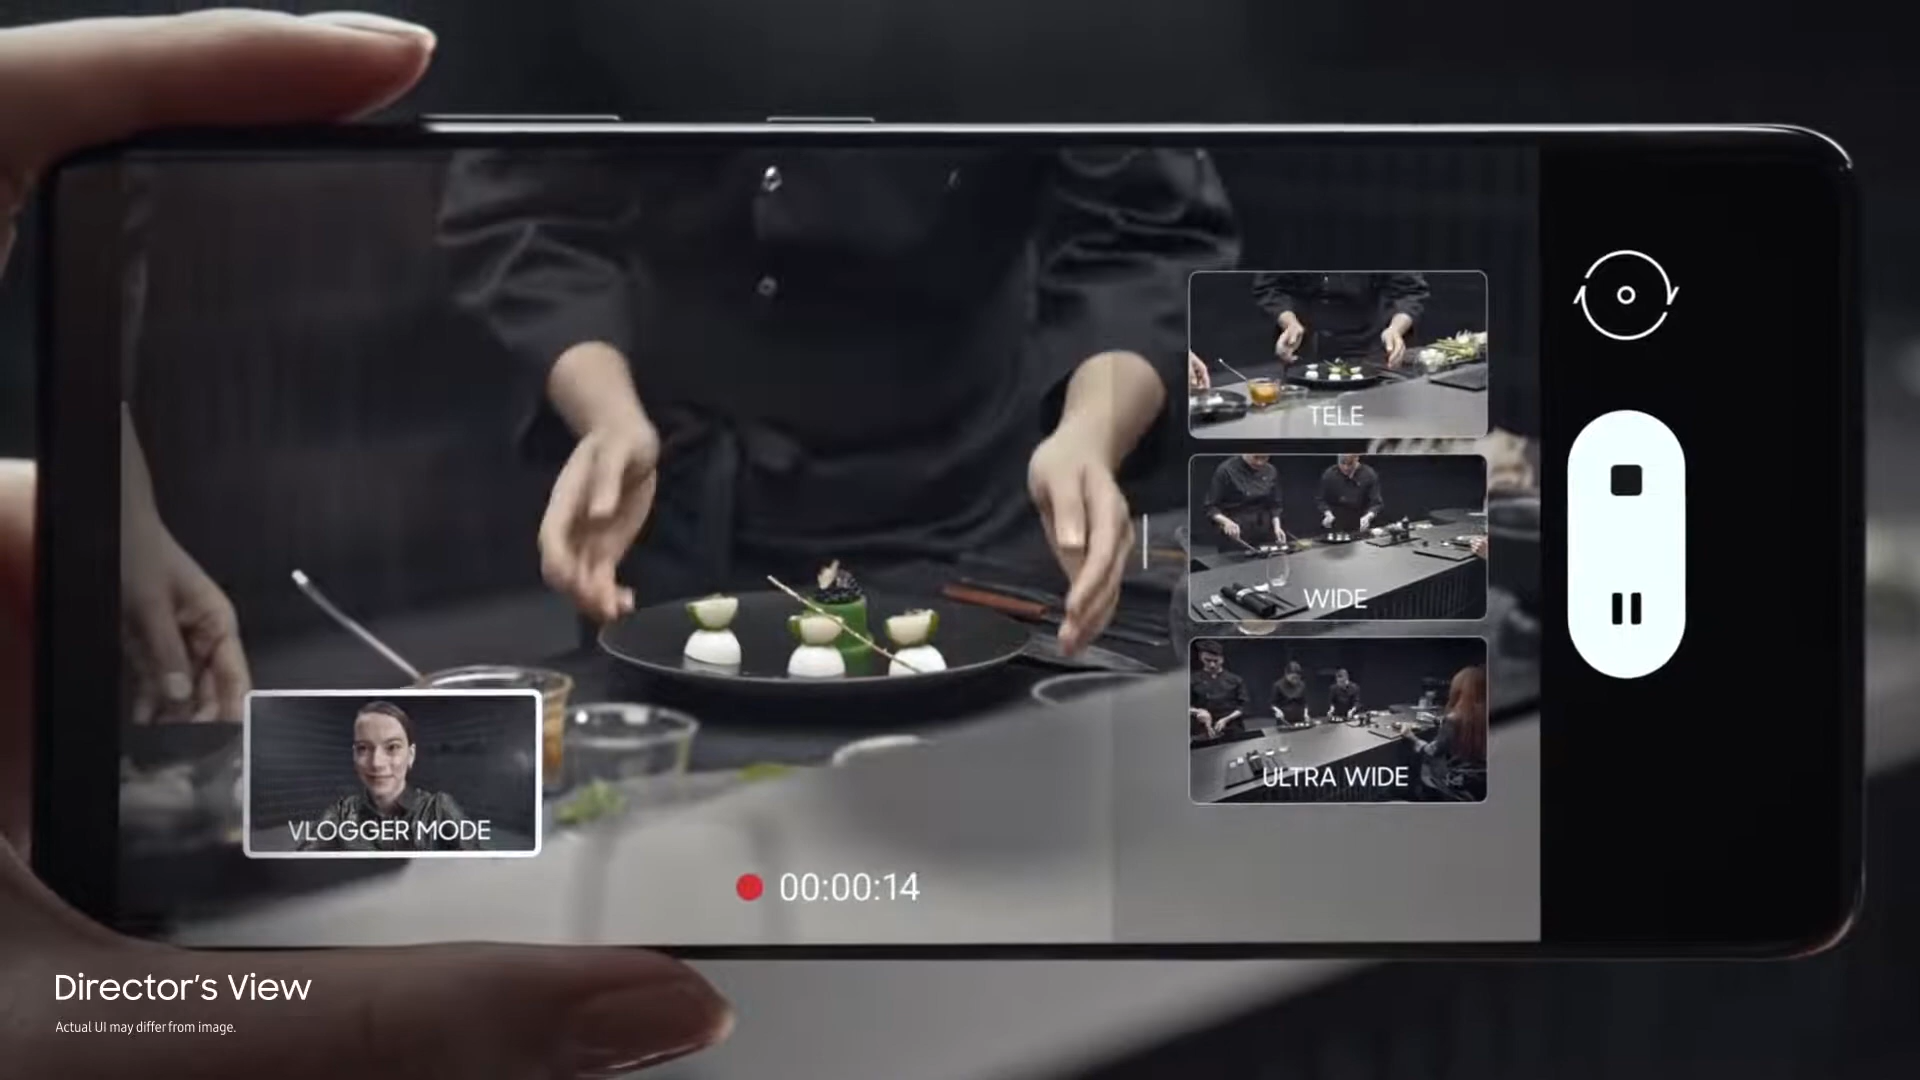 TELE
WIDE
ULTRA WIDE
VLOGGER MODE
00:00:14
Director's View
Actual UI may differ from image.